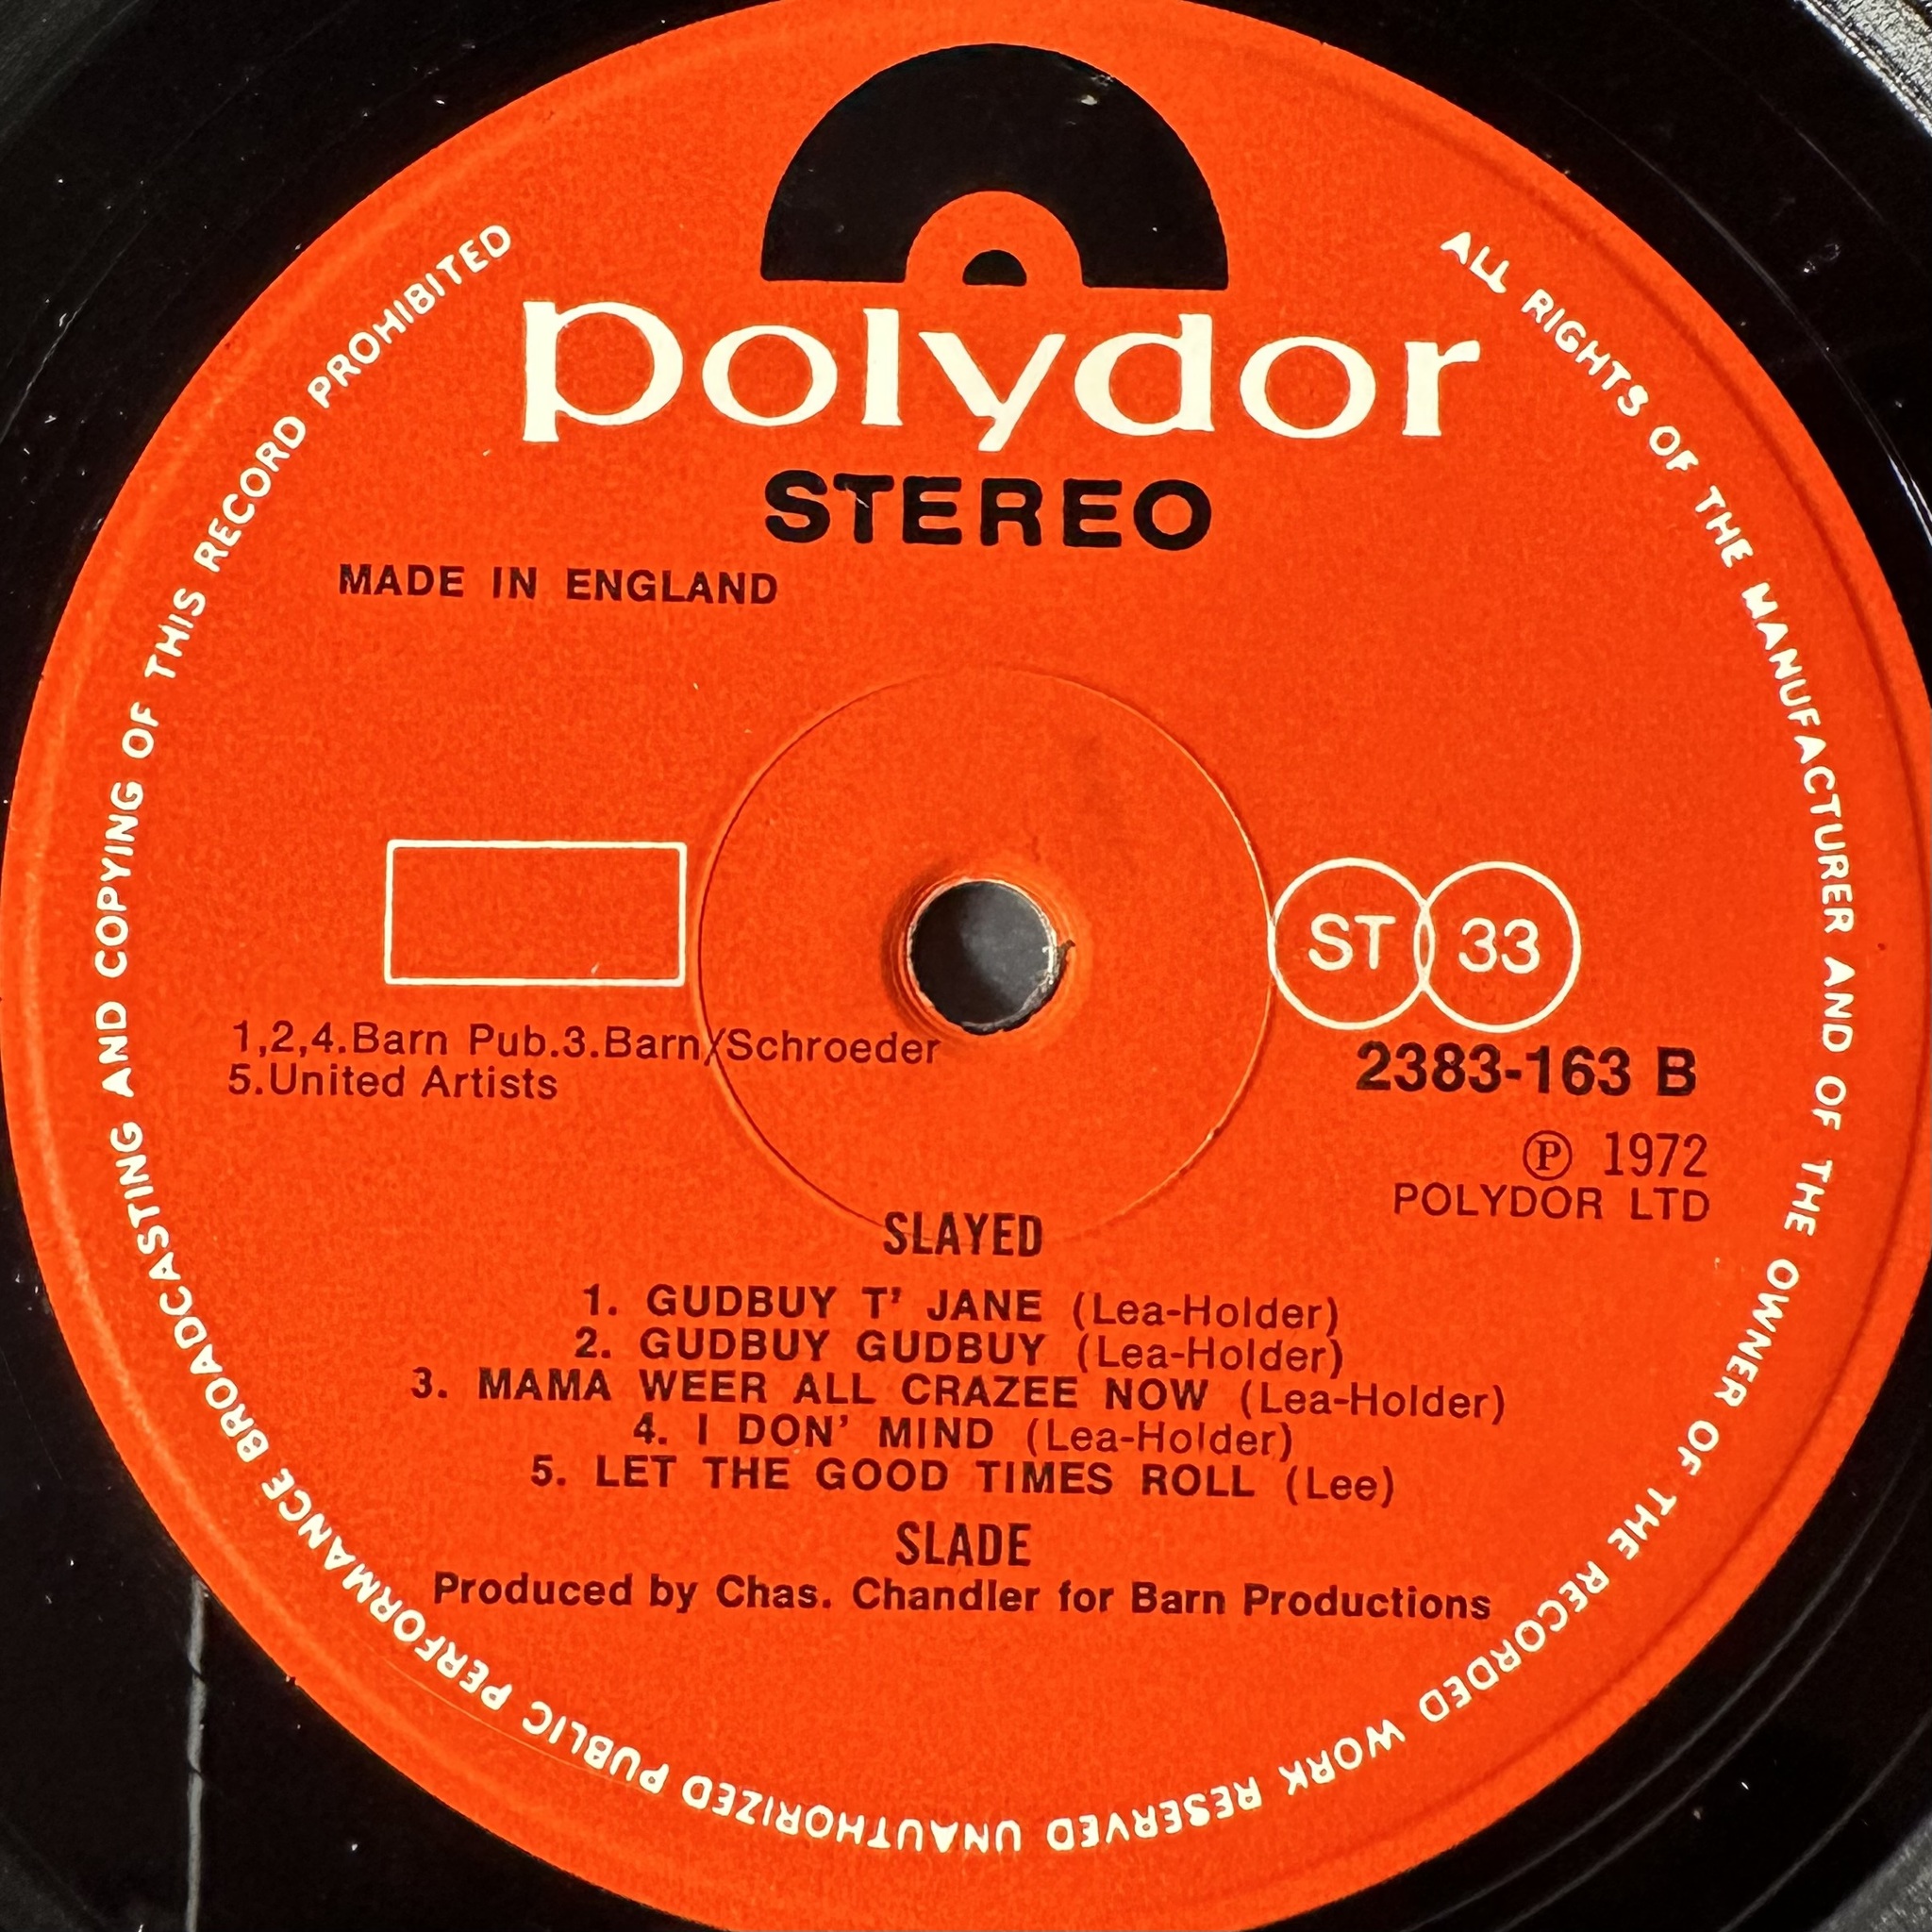 polydor
STEREO
MADE IN ENGLAND
ST 33
1,2,4.Barn Pub.3.Barn/Schroeder
5.United Artists
2383-163 B
Ⓟ 1972
POLYDOR LTD
SLAYED
1. GUDBUY T' JANE (Lea-Holder)
2. GUDBUY GUDBUY (Lea-Holder)
3. MAMA WEER ALL CRAZEE NOW (Lea-Holder)
4. I DON' MIND (Lea-Holder)
5. LET THE GOOD TIMES ROLL (Lee)
SLADE
Produced by Chas. Chandler for Barn Productions
ALL RIGHTS OF THE MANUFACTURER AND OF THE OWNER OF THE RECORDED WORK RESERVED UNAUTHORIZED PUBLIC PERFORMANCE BROADCASTING AND COPYING OF THIS RECORD PROHIBITED